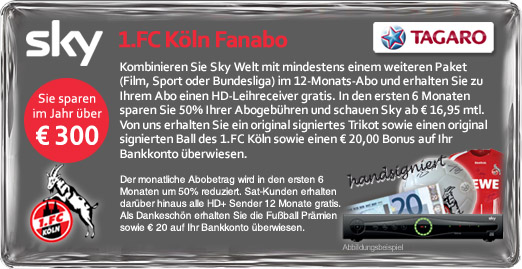 sky
1.FC Köln Fanabo
TAGARO
Kombinieren Sie Sky Welt mit mindestens einem weiteren Paket
(Film, Sport oder Bundesliga) im 12-Monats-Abo und erhalten Sie zu
Ihrem Abo einen HD-Leihreceiver gratis. In den ersten 6 Monaten
sparen Sie 50% Ihrer Abogebühren und schauen Sky ab € 16,95 mtl.
Von uns erhalten Sie ein original signiertes Trikot sowie einen original
signierten Ball des 1.FC Köln sowie einen € 20,00 Bonus auf Ihr
Bankkonto überwiesen.
Sie sparen
im Jahr über
€ 300
Der monatliche Abobetrag wird in den ersten 6
Monaten um 50% reduziert. Sat-Kunden erhalten
darüber hinaus alle HD+ Sender 12 Monate gratis.
Als Dankeschön erhalten Sie die Fußball Prämien
sowie € 20 auf Ihr Bankkonto überwiesen.
1.FC
KÖLN
handsigniert
20
EWE
sky
Abbildungsbeispiel